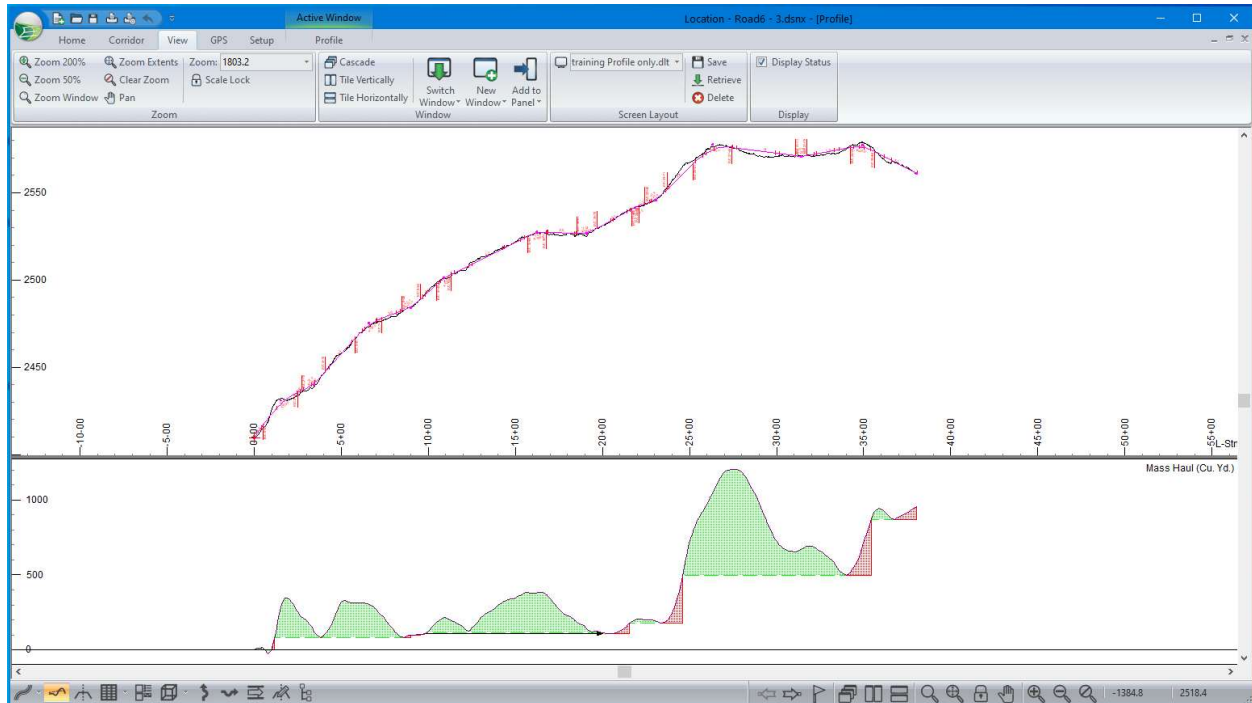 Active Window
Location - Road6 - 3.dsnx - [Profile]
Home Corridor View GPS Setup Profile
Zoom 200% Zoom Extents Zoom: 1803.2
Zoom 50% Clear Zoom Scale Lock
Zoom Window Pan
Zoom
Cascade
Tile Vertically
Tile Horizontally
Switch Window
New Window
Add to Panel
Window
training Profile only.dlt
Save
Retrieve
Delete
Screen Layout
Display Status
Display
2550
2500
2450
-10-00 -5-00 0+00 5+00 10+00 15+00 20+00 25+00 30+00 35+00 40+00 45+00 50+00 55+00
L-Stn
Mass Haul (Cu. Yd.)
1000
500
0
-1384.8 2518.4